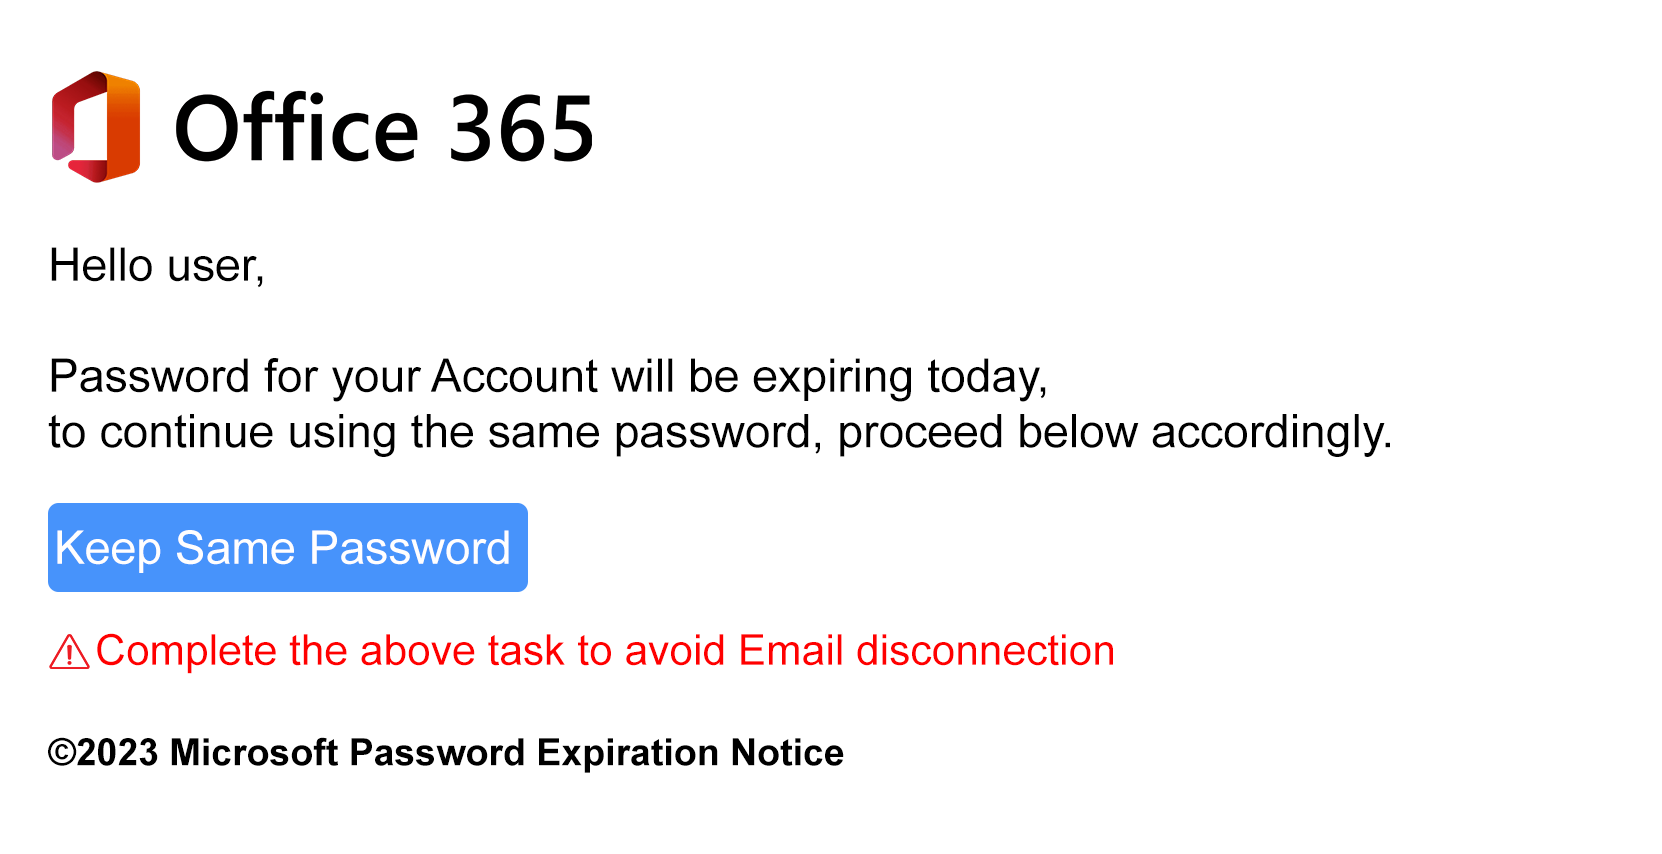 Office 365
Hello user,
Password for your Account will be expiring today,
to continue using the same password, proceed below accordingly.
Keep Same Password
Complete the above task to avoid Email disconnection
©2023 Microsoft Password Expiration Notice